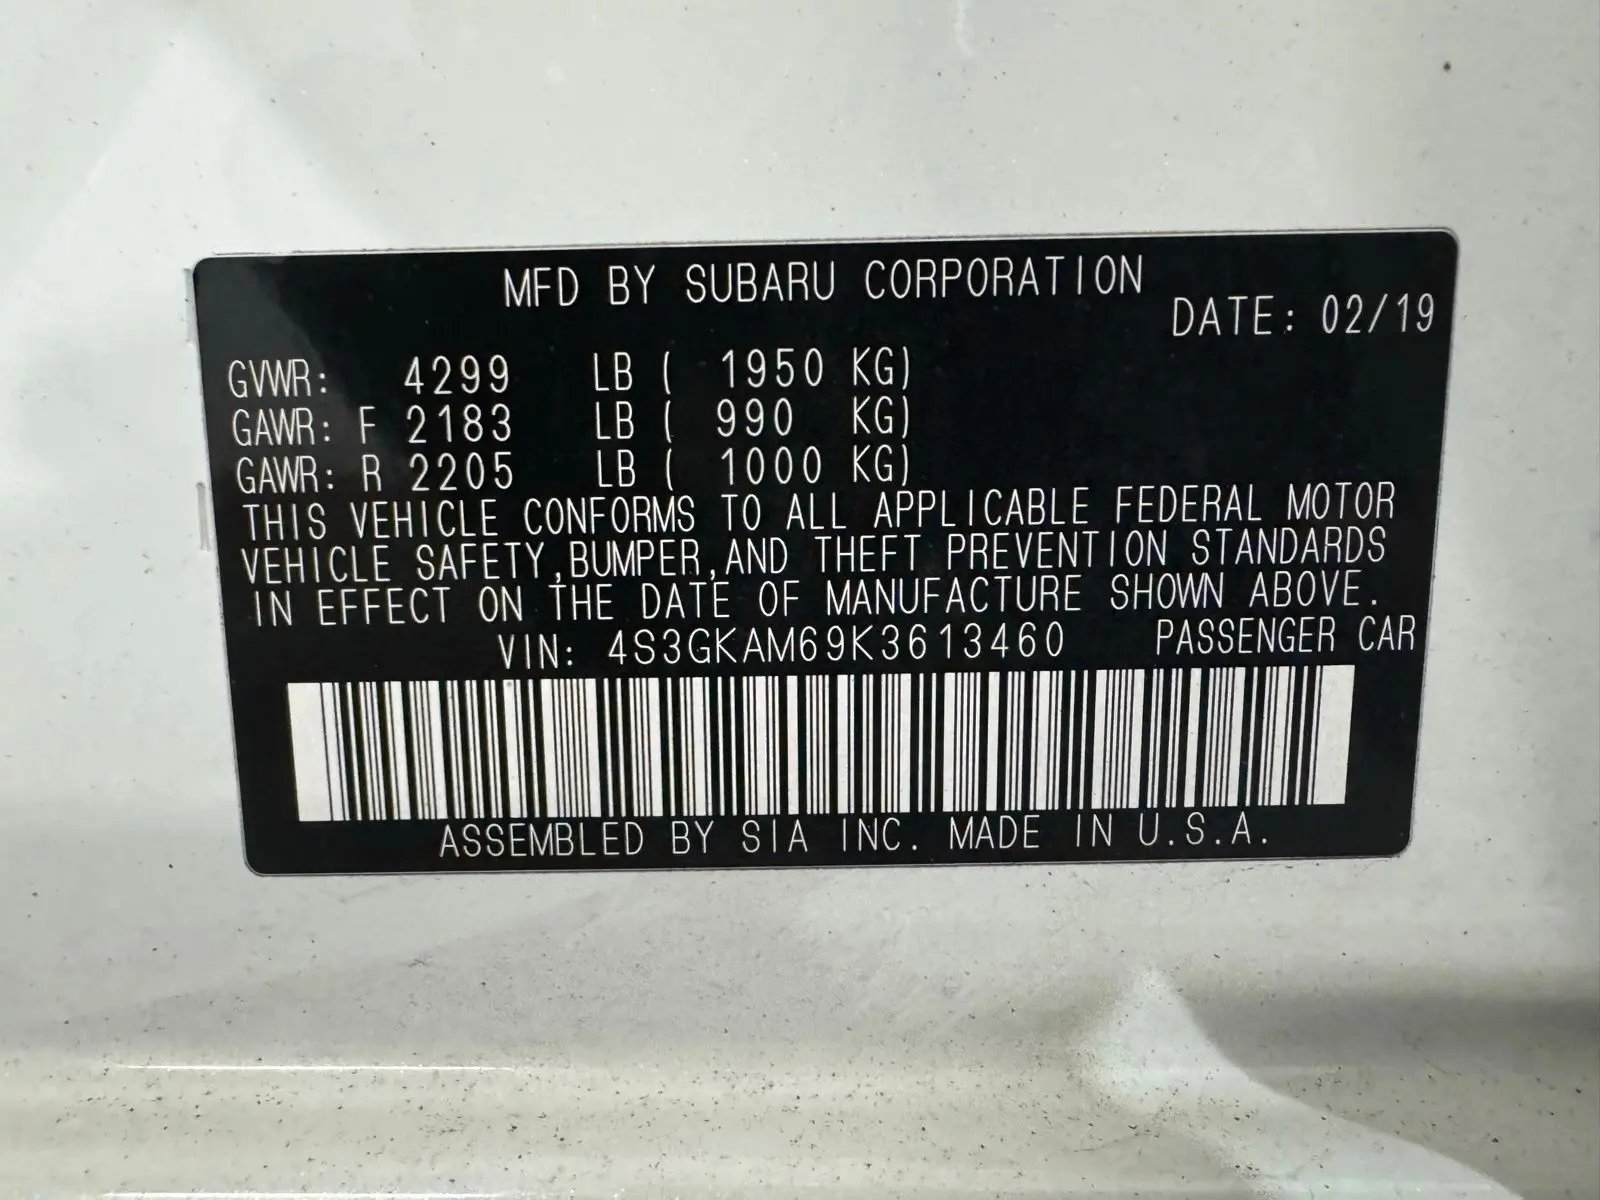 MFD BY SUBARU CORPORATION
DATE: 02/19
GVWR: 4299 LB ( 1950 KG)
GAWR: F 2183 LB ( 990 KG)
GAWR: R 2205 LB ( 1000 KG)
THIS VEHICLE CONFORMS TO ALL APPLICABLE FEDERAL MOTOR
VEHICLE SAFETY,BUMPER,AND THEFT PREVENTION STANDARDS
IN EFFECT ON THE DATE OF MANUFACTURE SHOWN ABOVE.
VIN: 4S3GKAM69K3613460 PASSENGER CAR
ASSEMBLED BY SIA INC. MADE IN U.S.A.